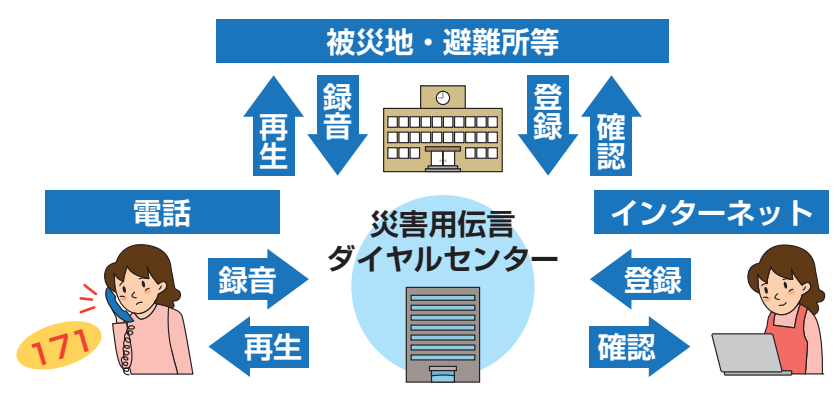 被災地・避難所等
再生
録音
登録
確認
電話
災害用伝言
ダイヤルセンター
インターネット
録音
登録
171
再生
確認